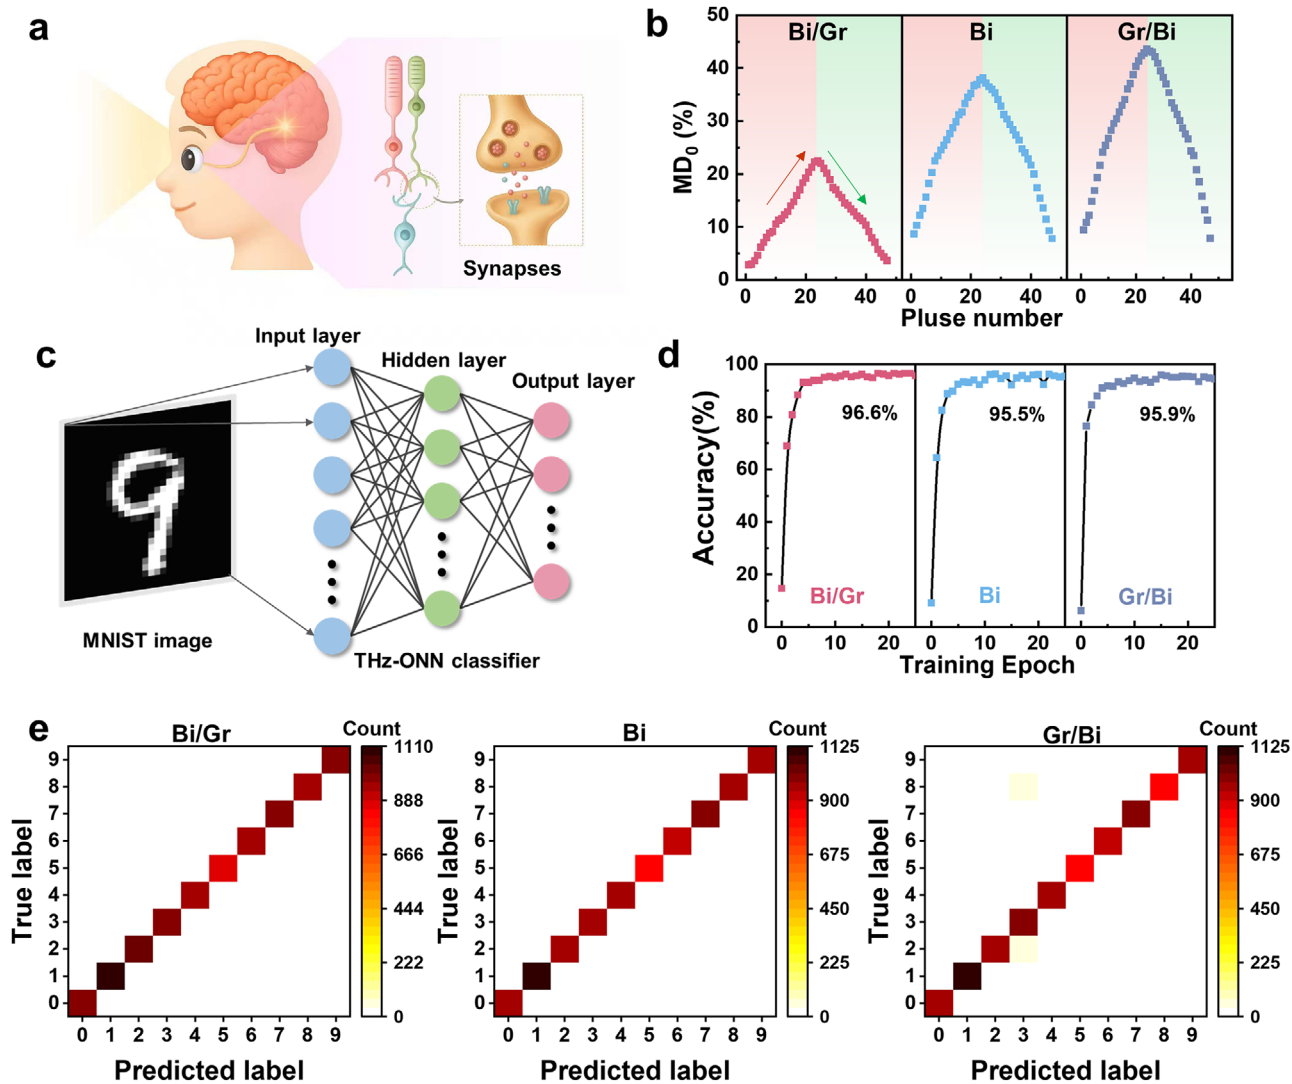 a
Synapses
b
Bi/Gr
Bi
Gr/Bi
MD0 (%)
50
40
30
20
10
0
0 20 40
0 20 40
0 20 40
Pluse number
c
Input layer
Hidden layer
Output layer
MNIST image
THz-ONN classifier
d
Accuracy(%)
100
80
60
40
20
0
96.6%
95.5%
95.9%
Bi/Gr
Bi
Gr/Bi
0 10 20
0 10 20
0 10 20
Training Epoch
e
Bi/Gr
Count
True label
9
8
7
6
5
4
3
2
1
0
0 1 2 3 4 5 6 7 8 9
Predicted label
1110
888
666
444
222
0
Bi
Count
True label
9
8
7
6
5
4
3
2
1
0
0 1 2 3 4 5 6 7 8 9
Predicted label
1125
900
675
450
225
0
Gr/Bi
Count
True label
9
8
7
6
5
4
3
2
1
0
0 1 2 3 4 5 6 7 8 9
Predicted label
1125
900
675
450
225
0